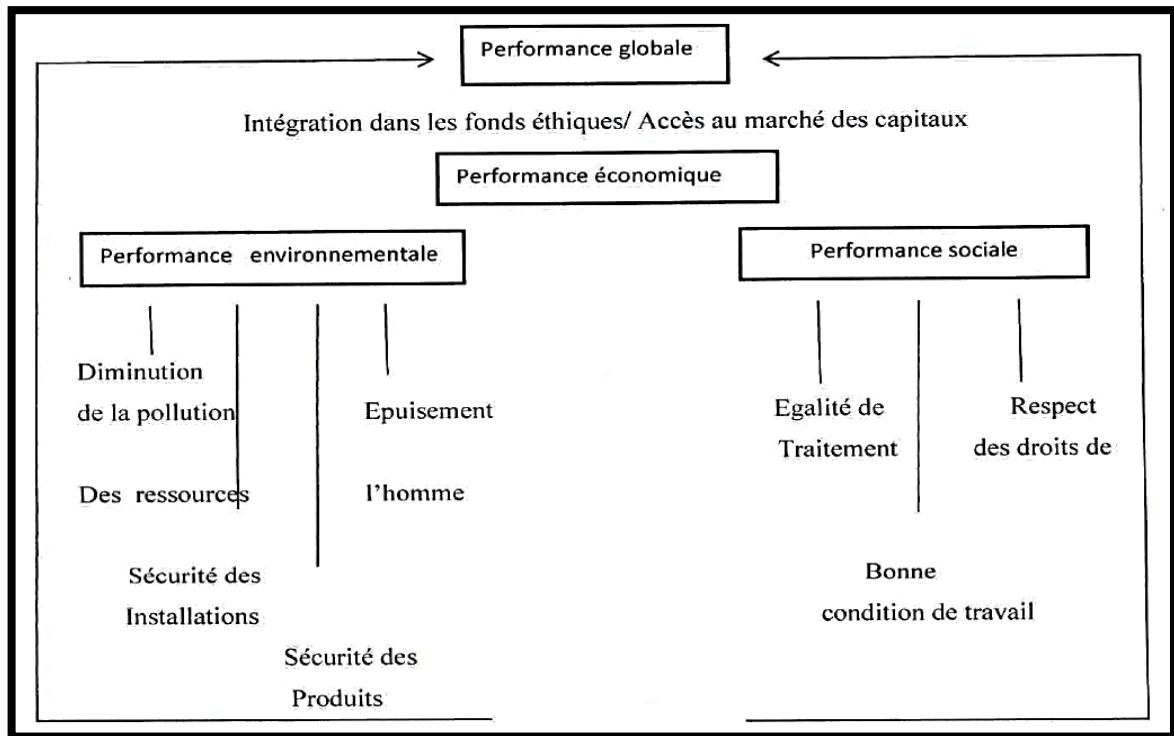 Performance globale
Intégration dans les fonds éthiques/ Accès au marché des capitaux
Performance économique
Performance environnementale
Performance sociale
Diminution
de la pollution
Epuisement
Egalité de
Traitement
Respect
des droits de
Des ressources
l'homme
Sécurité des
Installations
Bonne
condition de travail
Sécurité des
Produits